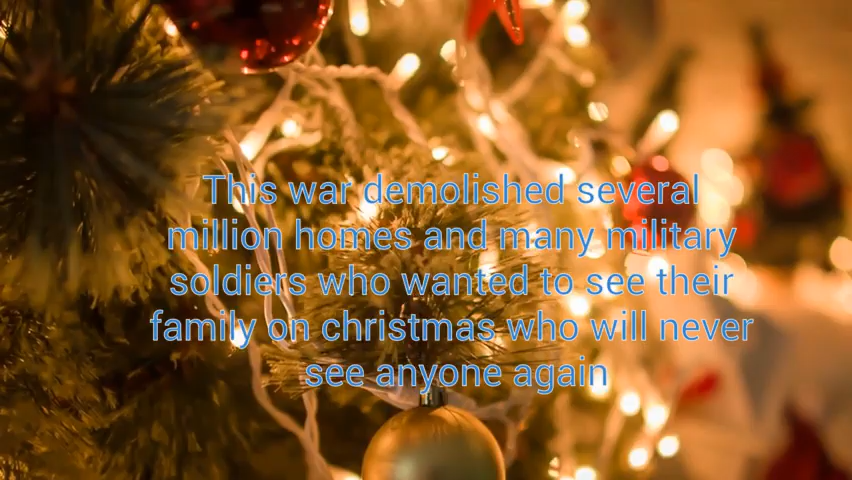 This war demolished several
million homes and many military
soldiers who wanted to see their
family on christmas who will never
see anyone again